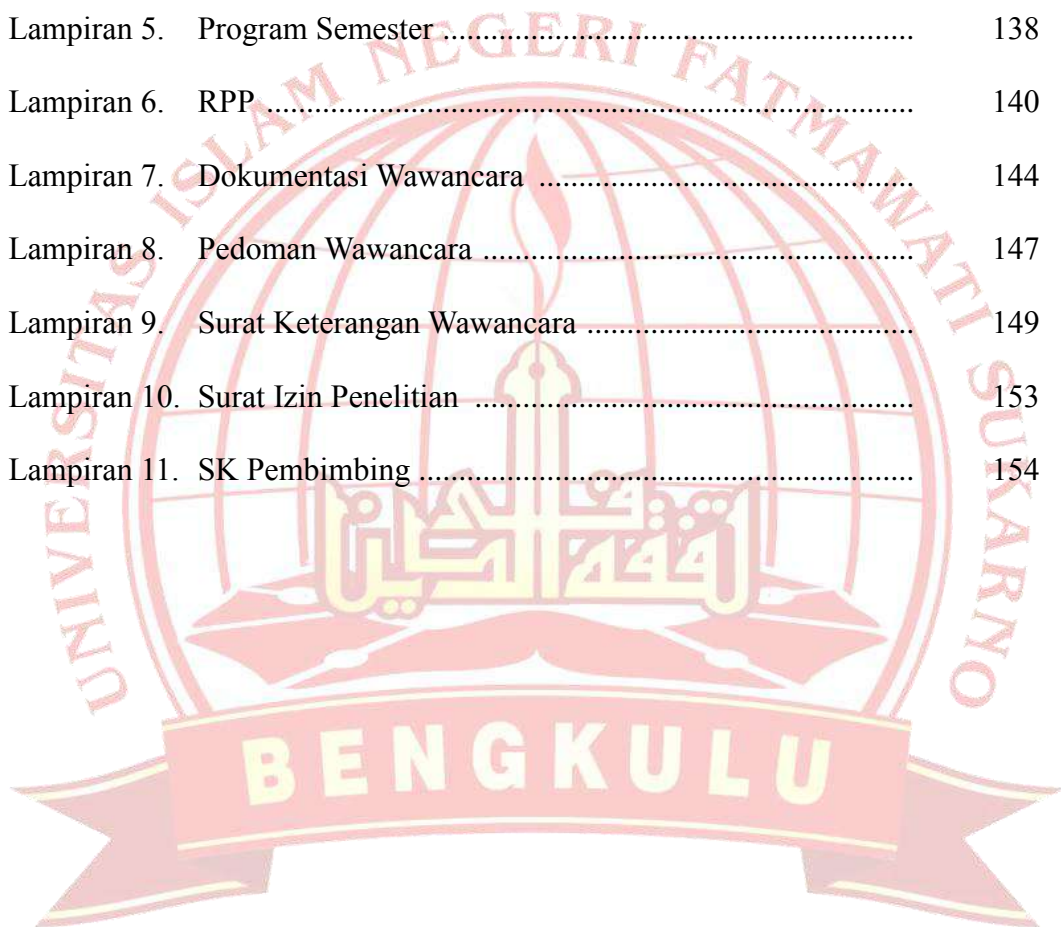 Lampiran 5. Program Semester .......................................................... 138
Lampiran 6. RPP ................................................................................ 140
Lampiran 7. Dokumentasi Wawancara .............................................. 144
Lampiran 8. Pedoman Wawancara ..................................................... 147
Lampiran 9. Surat Keterangan Wawancara ........................................ 149
Lampiran 10. Surat Izin Penelitian ...................................................... 153
Lampiran 11. SK Pembimbing ............................................................. 154
UNIVERSITAS ISLAM NEGERI FATMAWATI SUKARNO
BENGKULU